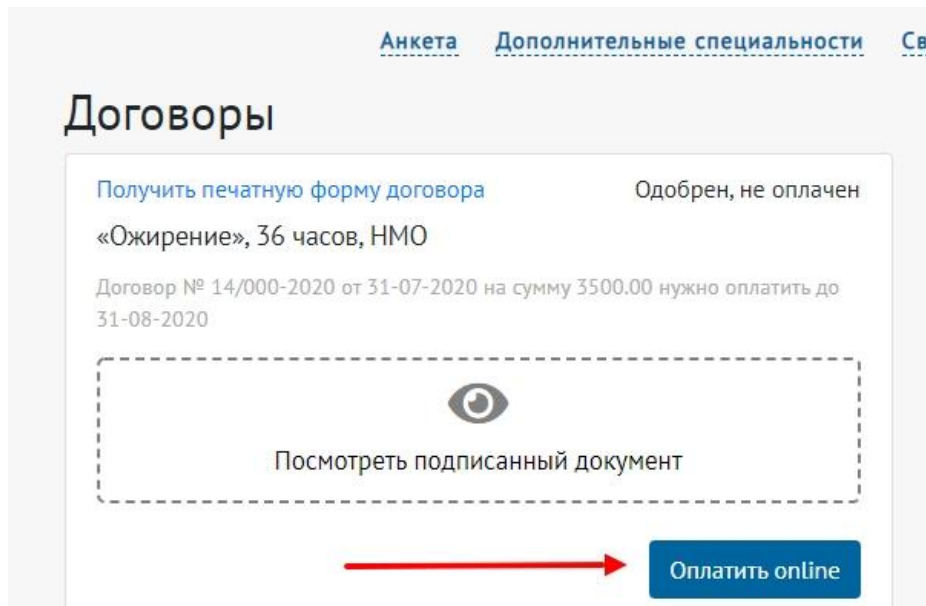 Анкета Дополнительные специальности Св
Договоры
Получить печатную форму договора Одобрен, не оплачен
«Ожирение», 36 часов, НМО
Договор № 14/000-2020 от 31-07-2020 на сумму 3500.00 нужно оплатить до
31-08-2020
Посмотреть подписанный документ
Оплатить online